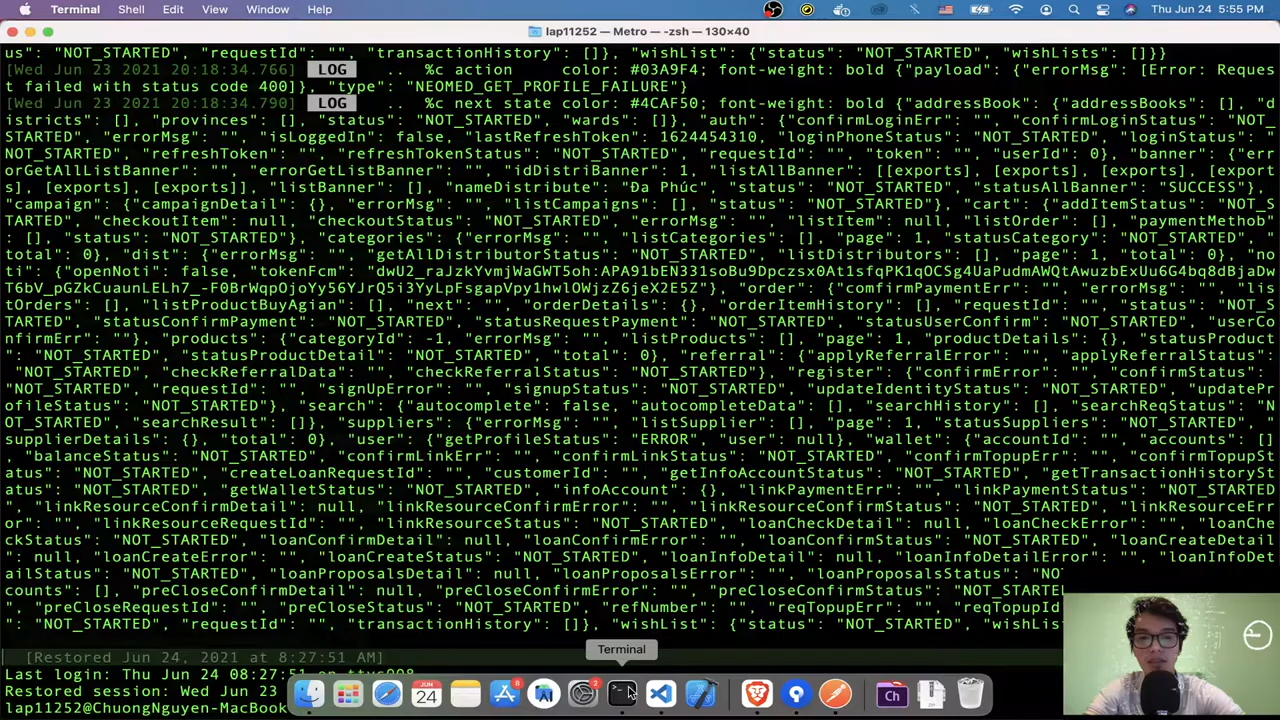 Terminal Shell Edit View Window Help Thu Jun 24 5:55 PM
lap11252 — Metro — -zsh — 130×40
us": "NOT_STARTED", "requestId": "", "transactionHistory": []}, "wishList": {"status": "NOT_STARTED", "wishLists": []}}
[Wed Jun 23 2021 20:18:34.766] LOG .. %c action color: #03A9F4; font-weight: bold {"payload": {"errorMsg": [Error: Reques
t failed with status code 400]}, "type": "NEOMED_GET_PROFILE_FAILURE"}
[Wed Jun 23 2021 20:18:34.790] LOG .. %c next state color: #4CAF50; font-weight: bold {"addressBook": {"addressBooks": [], "d
istricts": [], "provinces": [], "status": "NOT_STARTED", "wards": []}, "auth": {"confirmLoginErr": "", "confirmLoginStatus": "NOT_
STARTED", "errorMsg": "", "isLoggedIn": false, "lastRefreshToken": 1624454310, "loginPhoneStatus": "NOT_STARTED", "loginStatus": "
NOT_STARTED", "refreshToken": "", "refreshTokenStatus": "NOT_STARTED", "requestId": "", "token": "", "userId": 0}, "banner": {"err
orGetAllListBanner": "", "errorGetListBanner": "", "idDistriBanner": 1, "listAllBanner": [[exports], [exports], [exports], [export
s], [exports], [exports]], "listBanner": [], "nameDistribute": "Đa Phúc", "status": "NOT_STARTED", "statusAllBanner": "SUCCESS"},
"campaign": {"campaignDetail": {}, "errorMsg": "", "listCampaigns": [], "status": "NOT_STARTED"}, "cart": {"addItemStatus": "NOT_S
TARTED", "checkoutItem": null, "checkoutStatus": "NOT_STARTED", "errorMsg": "", "listItem": null, "listOrder": [], "paymentMethob"
: [], "status": "NOT_STARTED"}, "categories": {"errorMsg": "", "listCategories": [], "page": 1, "statusCategory": "NOT_STARTED", "
total": 0}, "dist": {"errorMsg": "", "getAllDistributorStatus": "NOT_STARTED", "listDistributors": [], "page": 1, "total": 0}, "no
ti": {"openNoti": false, "tokenFcm": "dwU2_raJzkYvmjWaGWT5oh:APA91bEN331soBu9Dpczsx0At1sfqPK1qOCSg4UaPudmAWQtAwuzbExUu6G4bq8dBjaDw
T6bV_pGZkCuaunLELh7_-F0BrWqpOjoYy56YJrQ5i3YyLpFsgapVpy1hwlOWjzZ6jeX2E5Z"}, "order": {"comfirmPaymentErr": "", "errorMsg": "", "lis
tOrders": [], "listProductBuyAgian": [], "next": "", "orderDetails": {}, "orderItemHistory": [], "requestId": "", "status": "NOT_S
TARTED", "statusConfirmPayment": "NOT_STARTED", "statusRequestPayment": "NOT_STARTED", "statusUserConfirm": "NOT_STARTED", "userCo
nfirmErr": ""}, "products": {"categoryId": -1, "errorMsg": "", "listProducts": [], "page": 1, "productDetails": {}, "statusProduct
": "NOT_STARTED", "statusProductDetail": "NOT_STARTED", "total": 0}, "referral": {"applyReferralError": "", "applyReferralStatus":
"NOT_STARTED", "checkReferralData": "", "checkReferralStatus": "NOT_STARTED"}, "register": {"confirmError": "", "confirmStatus":
"NOT_STARTED", "requestId": "", "signUpError": "", "signupStatus": "NOT_STARTED", "updateIdentityStatus": "NOT_STARTED", "updatePr
ofileStatus": "NOT_STARTED"}, "search": {"autocomplete": false, "autocompleteData": [], "searchHistory": [], "searchReqStatus": "N
OT_STARTED", "searchResult": []}, "suppliers": {"errorMsg": "", "listSupplier": [], "page": 1, "statusSuppliers": "NOT_STARTED", "
supplierDetails": {}, "total": 0}, "user": {"getProfileStatus": "ERROR", "user": null}, "wallet": {"accountId": "", "accounts": []
, "balanceStatus": "NOT_STARTED", "confirmLinkErr": "", "confirmLinkStatus": "NOT_STARTED", "confirmTopupErr": "", "confirmTopupSt
atus": "NOT_STARTED", "createLoanRequestId": "", "customerId": "", "getInfoAccountStatus": "NOT_STARTED", "getTransactionHistorySt
atus": "NOT_STARTED", "getWalletStatus": "NOT_STARTED", "infoAccount": {}, "linkPaymentErr": "", "linkPaymentStatus": "NOT_STARTED
", "linkResourceConfirmDetail": null, "linkResourceConfirmError": "", "linkResourceConfirmStatus": "NOT_STARTED", "linkResourceErr
or": "", "linkResourceRequestId": "", "linkResourceStatus": "NOT_STARTED", "loanCheckDetail": null, "loanCheckError": "", "loanChe
ckStatus": "NOT_STARTED", "loanConfirmDetail": null, "loanConfirmError": "", "loanConfirmStatus": "NOT_STARTED", "loanCreateDetail
": null, "loanCreateError": "", "loanCreateStatus": "NOT_STARTED", "loanInfoDetail": null, "loanInfoDetailError": "", "loanInfoDet
ailStatus": "NOT_STARTED", "loanProposalsDetail": null, "loanProposalsError": "", "loanProposalsStatus": "NOT
counts": [], "preCloseConfirmDetail": null, "preCloseConfirmError": "", "preCloseConfirmStatus": "NOT_STARTED
", "preCloseRequestId": "", "preCloseStatus": "NOT_STARTED", "refNumber": "", "reqTopupErr": "", "reqTopupId
": "NOT_STARTED", "requestId": "", "transactionHistory": []}, "wishList": {"status": "NOT_STARTED", "wishLis
Terminal
[Restored Jun 24, 2021 at 8:27:51 AM]
Last login: Thu Jun 24 08:27:51 on
Restored session: Wed Jun 23
lap11252@ChuongNguyen-MacBook
JUN
24
8
2
Ch
ZIP